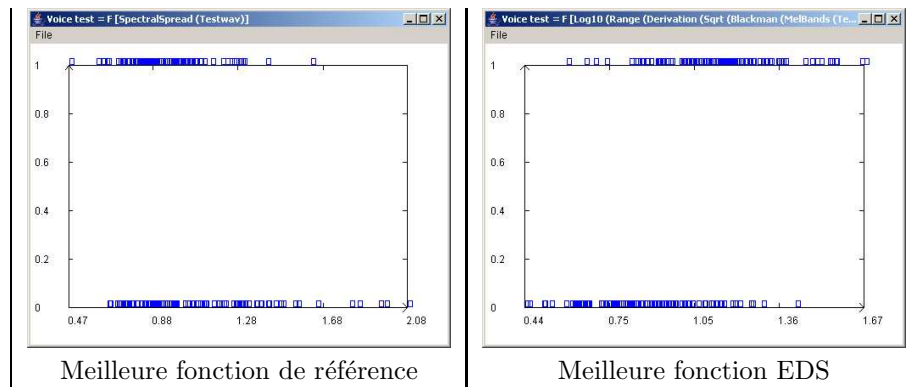 Voice test = F [SpectralSpread (Testwav)]
File
1
0.8
0.6
0.4
0.2
0
0.47 0.88 1.28 1.68 2.08
Meilleure fonction de référence
Voice test = F [Log10 (Range (Derivation (Sqrt (Blackman (MelBands (Te...
File
1
0.8
0.6
0.4
0.2
0
0.44 0.75 1.05 1.36 1.67
Meilleure fonction EDS